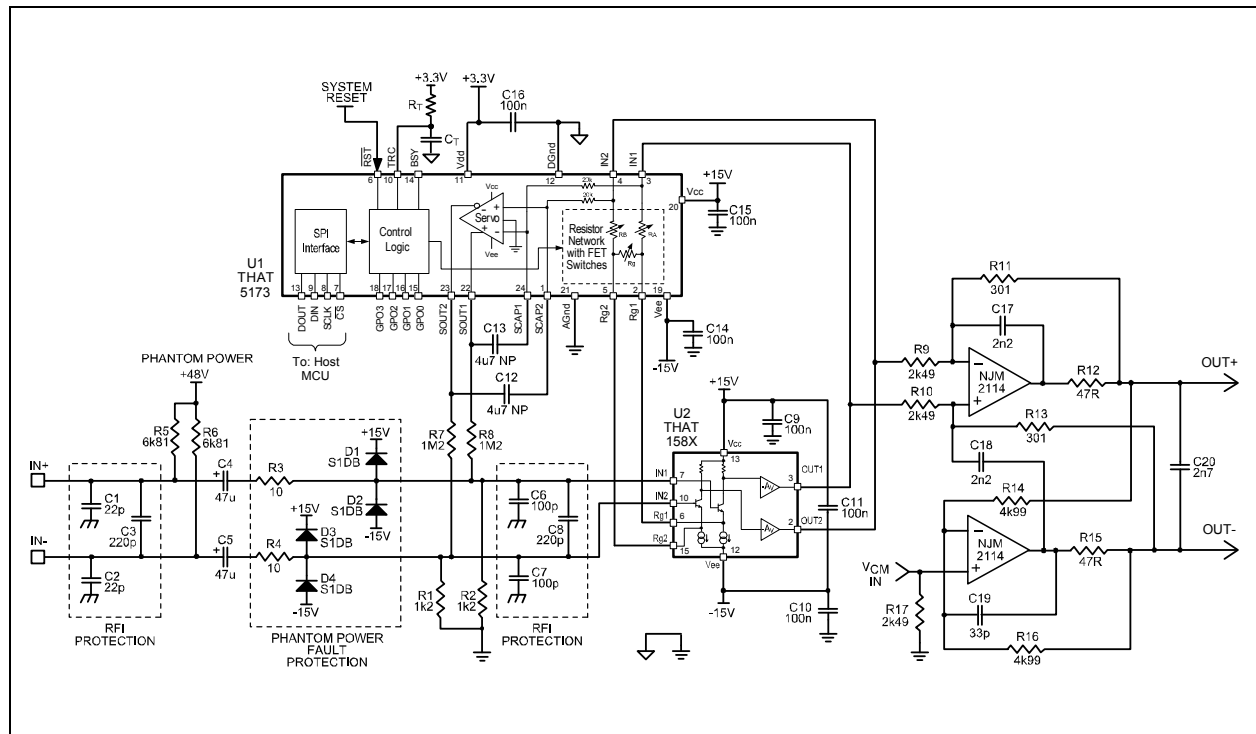 SYSTEM
RESET
+3.3V
RT
CT
+3.3V
C16
100n
RST
TRC
BSY
Vdd
DGnd
IN2
IN1
6
10
14
11
12
4
3
Vcc
20
+15V
C15
100n
SPI
Interface
Control
Logic
Vcc
Servo
Vee
20k
20k
RB
RA
Rg
Resistor
Network
with FET
Switches
U1
THAT
5173
13
9
8
7
18
17
16
15
23
22
24
1
21
5
2
19
DOUT
DIN
SCLK
CS
GPO3
GPO2
GPO1
GPO0
SOUT2
SOUT1
SCAP1
SCAP2
AGnd
Rg2
Rg1
Vee
To: Host
MCU
C13
4u7 NP
C12
4u7 NP
C14
100n
-15V
PHANTOM POWER
+48V
R5
6k81
R6
6k81
R7
1M2
R8
1M2
IN+
IN-
C1
22p
C2
22p
C3
220p
RFI
PROTECTION
C4
47u
C5
47u
R3
10
R4
10
+15V
D1
S1DB
D2
S1DB
-15V
+15V
D3
S1DB
D4
S1DB
-15V
PHANTOM POWER
FAULT
PROTECTION
R1
1k2
R2
1k2
C6
100p
C7
100p
C8
220p
RFI
PROTECTION
U2
THAT
158X
+15V
C9
100n
Vcc
13
IN1
7
IN2
10
Rg1
6
Rg2
15
-Av
-Av
OUT1
3
OUT2
2
12
Vee
-15V
C11
100n
C10
100n
R9
2k49
R10
2k49
R11
301
C17
2n2
NJM
2114
R12
47R
R13
301
C18
2n2
R14
4k99
OUT+
C20
2n7
OUT-
VCM
IN
R17
2k49
NJM
2114
R15
47R
C19
33p
R16
4k99